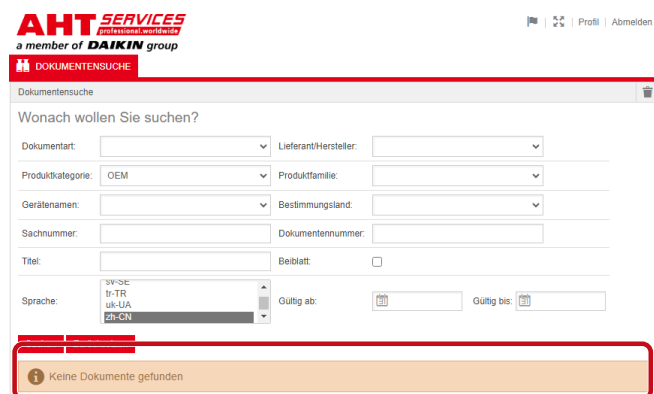 AHT SERVICES
professional.worldwide
a member of DAIKIN group
Profil | Abmelden
DOKUMENTENSUCHE
Dokumentensuche
Wonach wollen Sie suchen?
Dokumentart: Lieferant/Hersteller:
Produktkategorie: OEM Produktfamilie:
Gerätenamen: Bestimmungsland:
Sachnummer: Dokumentennummer:
Titel: Beiblatt:
sv-SE
tr-TR
Sprache: uk-UA Gültig ab: Gültig bis:
zh-CN
Keine Dokumente gefunden